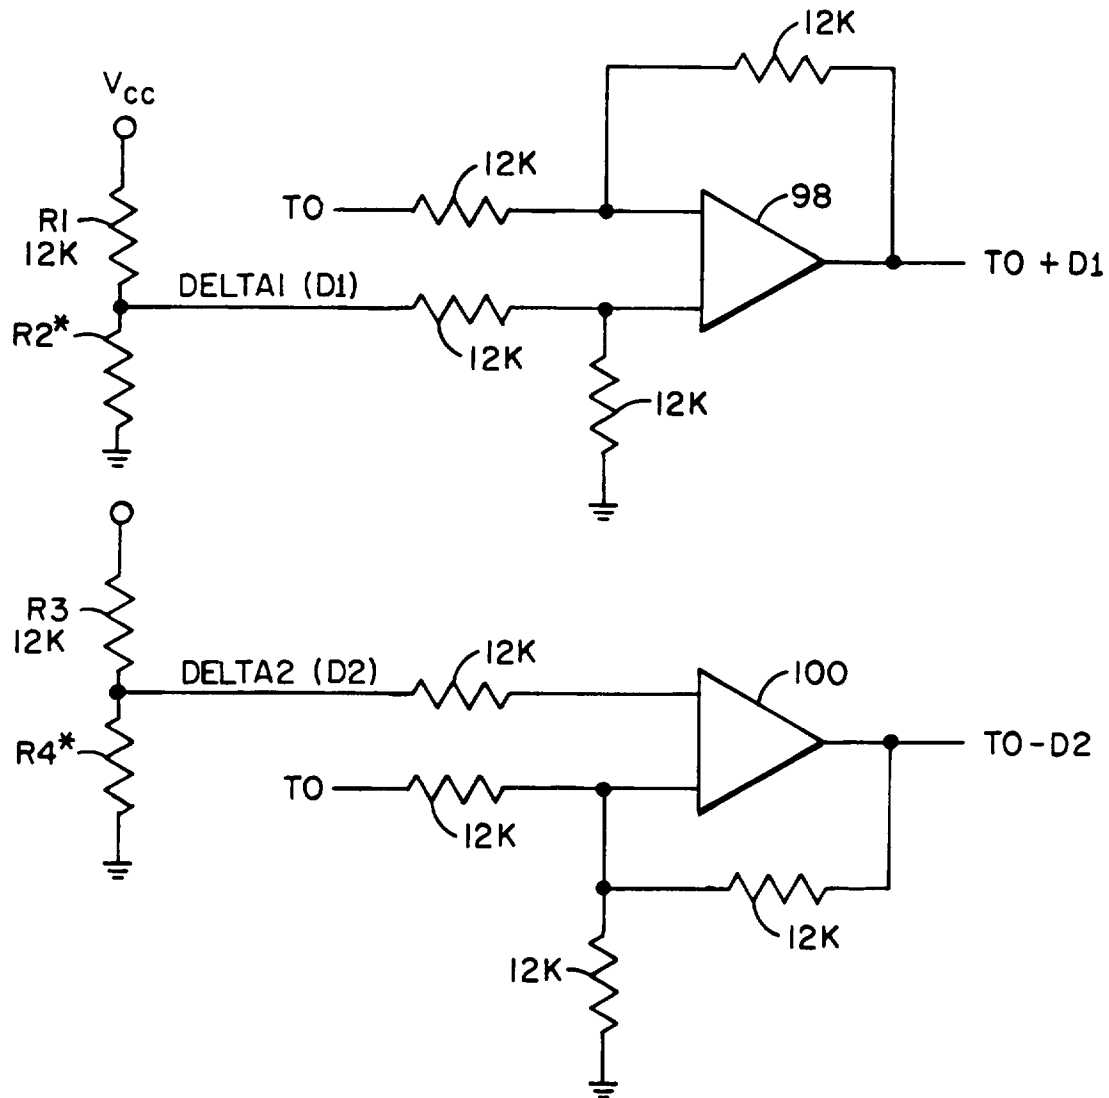 12K
VCC
12K
98
TO
R1
12K
TO + D1
DELTA1 (D1)
R2*
12K
12K
R3
12K
12K
100
DELTA2 (D2)
TO-D2
R4*
TO
12K
12K
12K